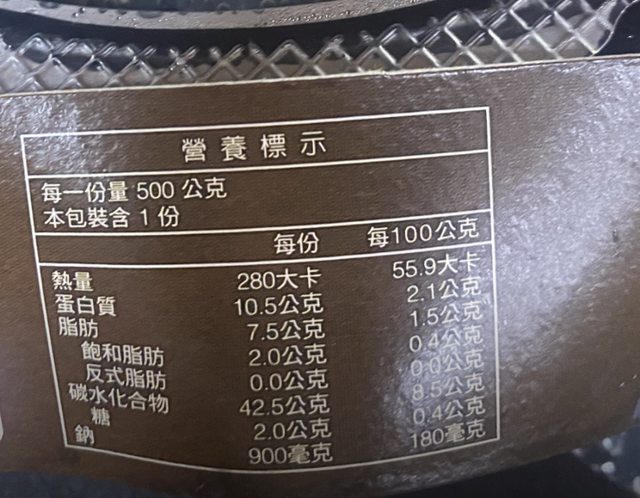 營養標示
每一份量 500 公克
本包裝含 1 份
每份 每100公克
熱量 280大卡 55.9大卡
蛋白質 10.5公克 2.1公克
脂肪 7.5公克 1.5公克
飽和脂肪 2.0公克 0.4公克
反式脂肪 0.0公克 0.0公克
碳水化合物 42.5公克 8.5公克
糖 2.0公克 0.4公克
鈉 900毫克 180毫克